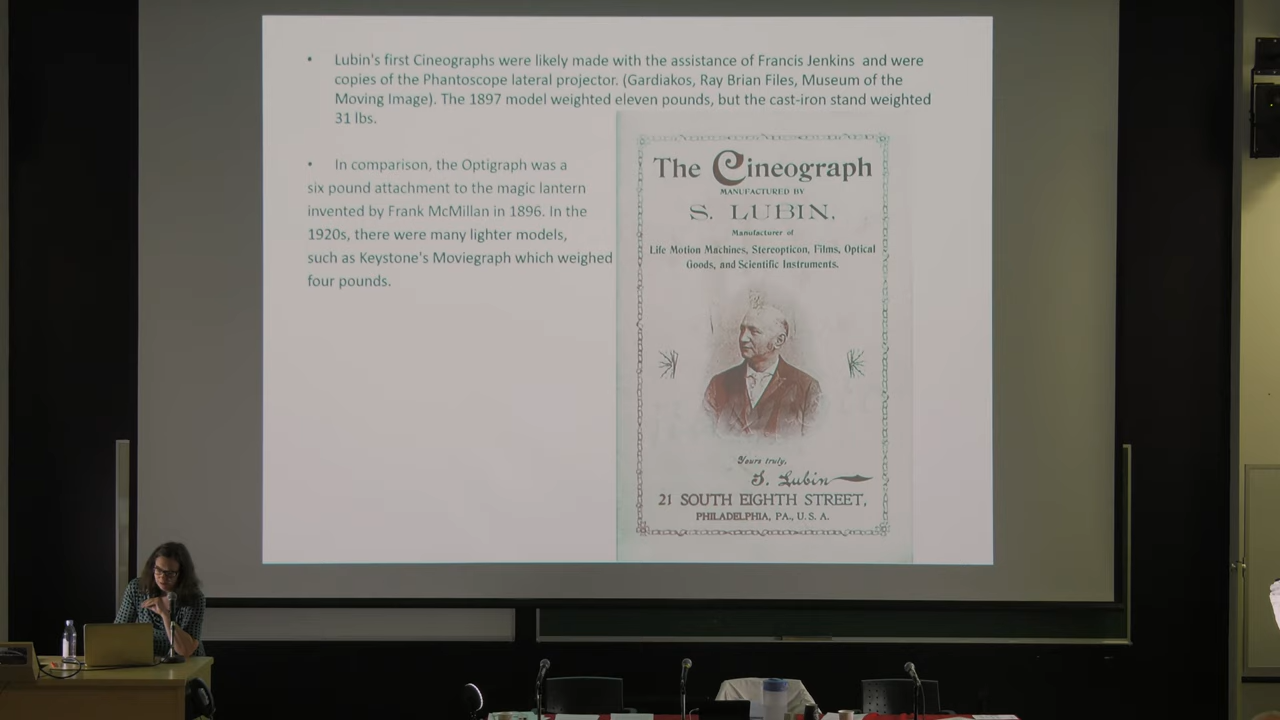 • Lubin's first Cineographs were likely made with the assistance of Francis Jenkins and were
copies of the Phantoscope lateral projector. (Gardiakos, Ray Brian Files, Museum of the
Moving Image). The 1897 model weighted eleven pounds, but the cast-iron stand weighted
31 lbs.
• In comparison, the Optigraph was a
six pound attachment to the magic lantern
invented by Frank McMillan in 1896. In the
1920s, there were many lighter models,
such as Keystone's Moviegraph which weighed
four pounds.
The Cineograph
MANUFACTURED BY
S. LUBIN,
Manufacturer of
Life Motion Machines, Stereopticon, Films, Optical
Goods, and Scientific Instruments.
Yours truly,
S. Lubin
21 SOUTH EIGHTH STREET,
PHILADELPHIA, PA., U. S. A.